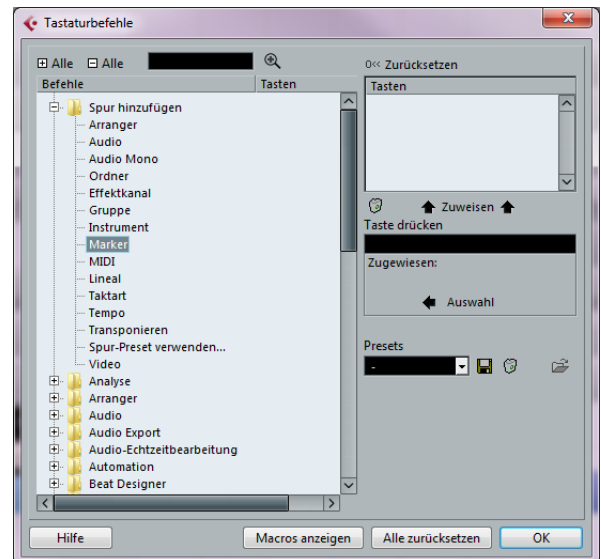 Tastaturbefehle
Alle Alle
Befehle Tasten
Spur hinzufügen
Arranger
Audio
Audio Mono
Ordner
Effektkanal
Gruppe
Instrument
Marker
MIDI
Lineal
Taktart
Tempo
Transponieren
Spur-Preset verwenden...
Video
Analyse
Arranger
Audio
Audio Export
Audio-Echtzeitbearbeitung
Automation
Beat Designer
0<< Zurücksetzen
Tasten
Zuweisen
Taste drücken
Zugewiesen:
Auswahl
Presets
-
Hilfe Macros anzeigen Alle zurücksetzen OK